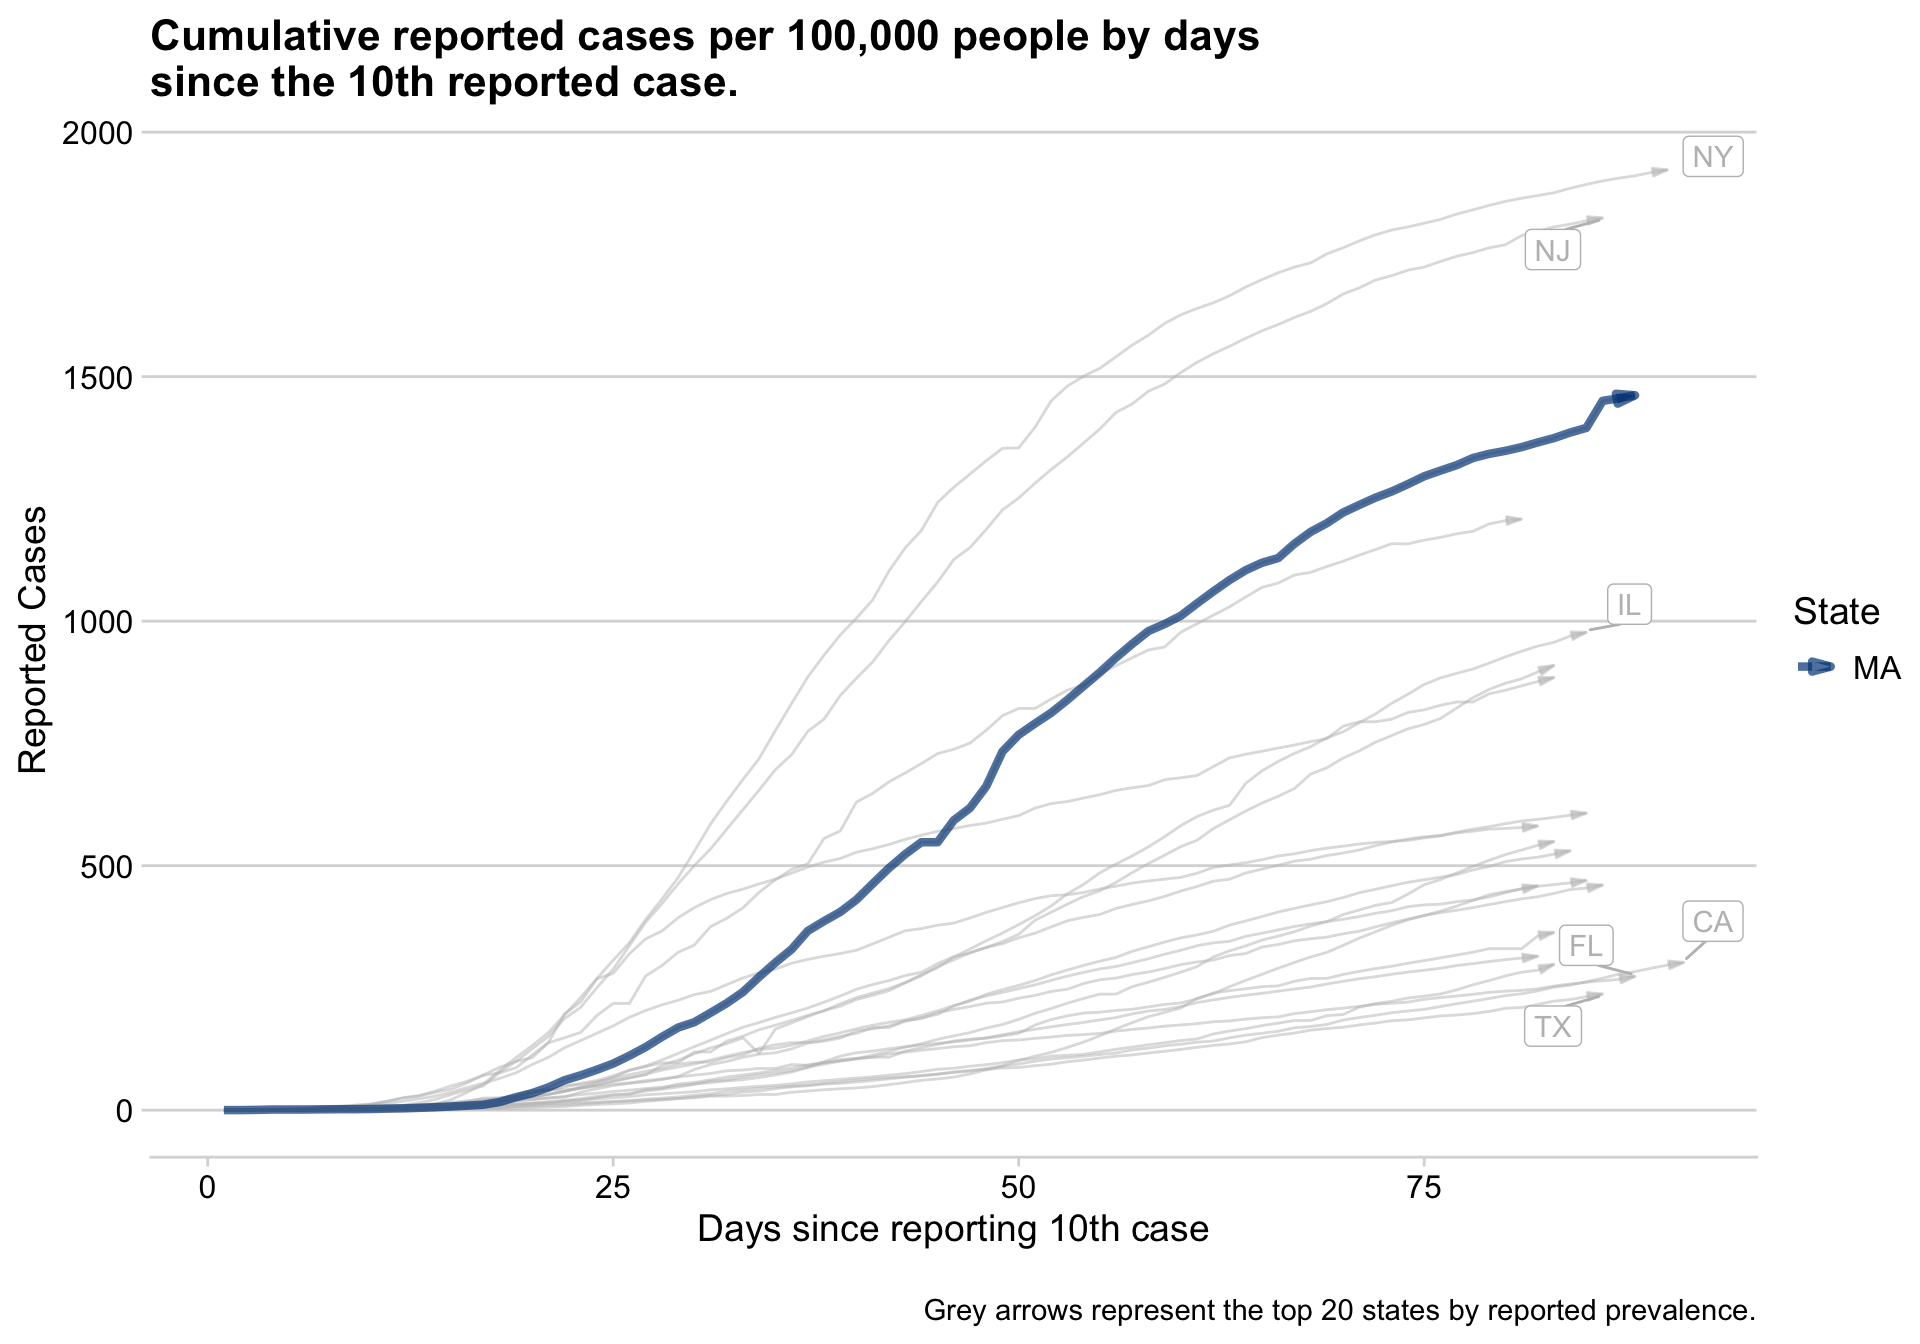 Cumulative reported cases per 100,000 people by days
since the 10th reported case.
2000
1500
1000
500
0
Reported Cases
NY
NJ
IL
CA
FL
TX
State
MA
0
25
50
75
Days since reporting 10th case
Grey arrows represent the top 20 states by reported prevalence.